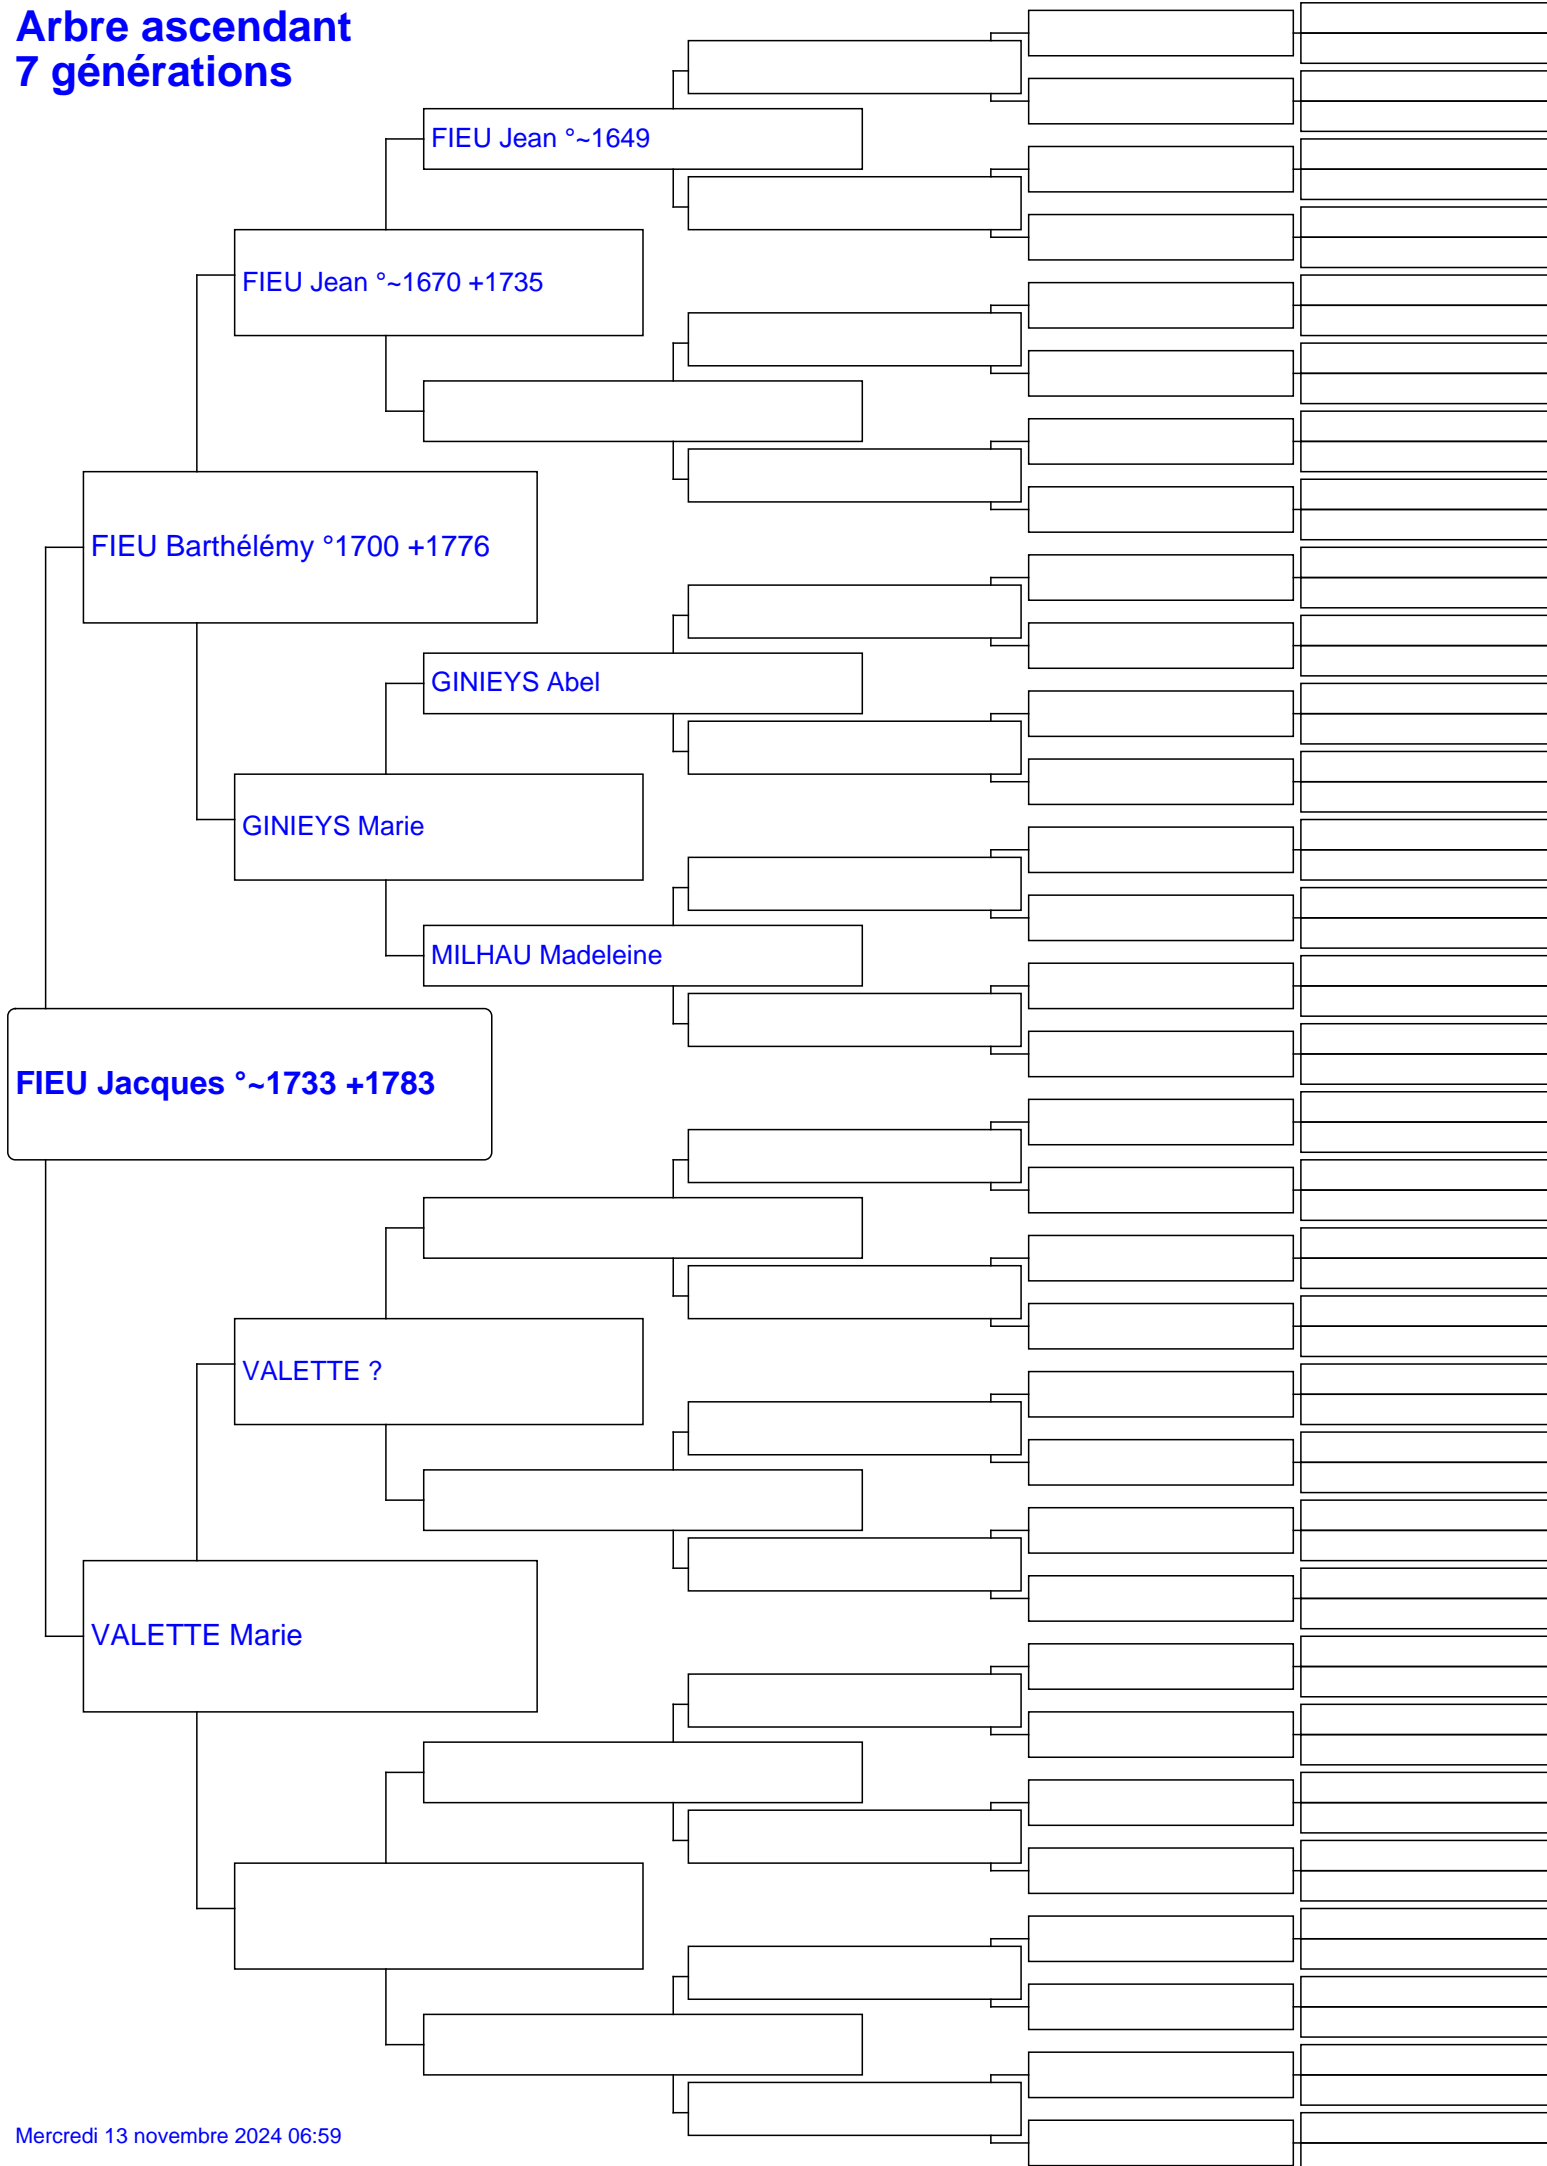 Arbre ascendant
7 générations
FIEU Jean °~1649
FIEU Jean °~1670 +1735
FIEU Barthélémy °1700 +1776
GINIEYS Abel
GINIEYS Marie
MILHAU Madeleine
FIEU Jacques °~1733 +1783
VALETTE ?
VALETTE Marie
Mercredi 13 novembre 2024 06:59